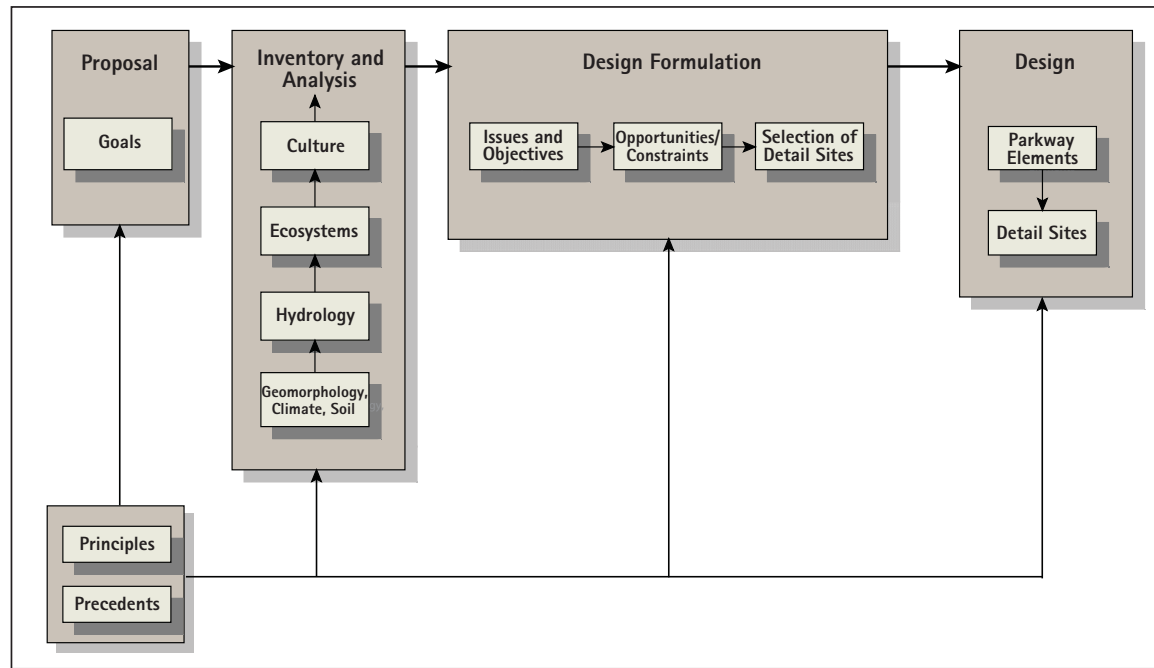 Proposal
Goals
Inventory and
Analysis
Culture
Ecosystems
Hydrology
Geomorphology,
Climate, Soil
Design Formulation
Issues and
Objectives
Opportunities/
Constraints
Selection of
Detail Sites
Design
Parkway
Elements
Detail Sites
Principles
Precedents